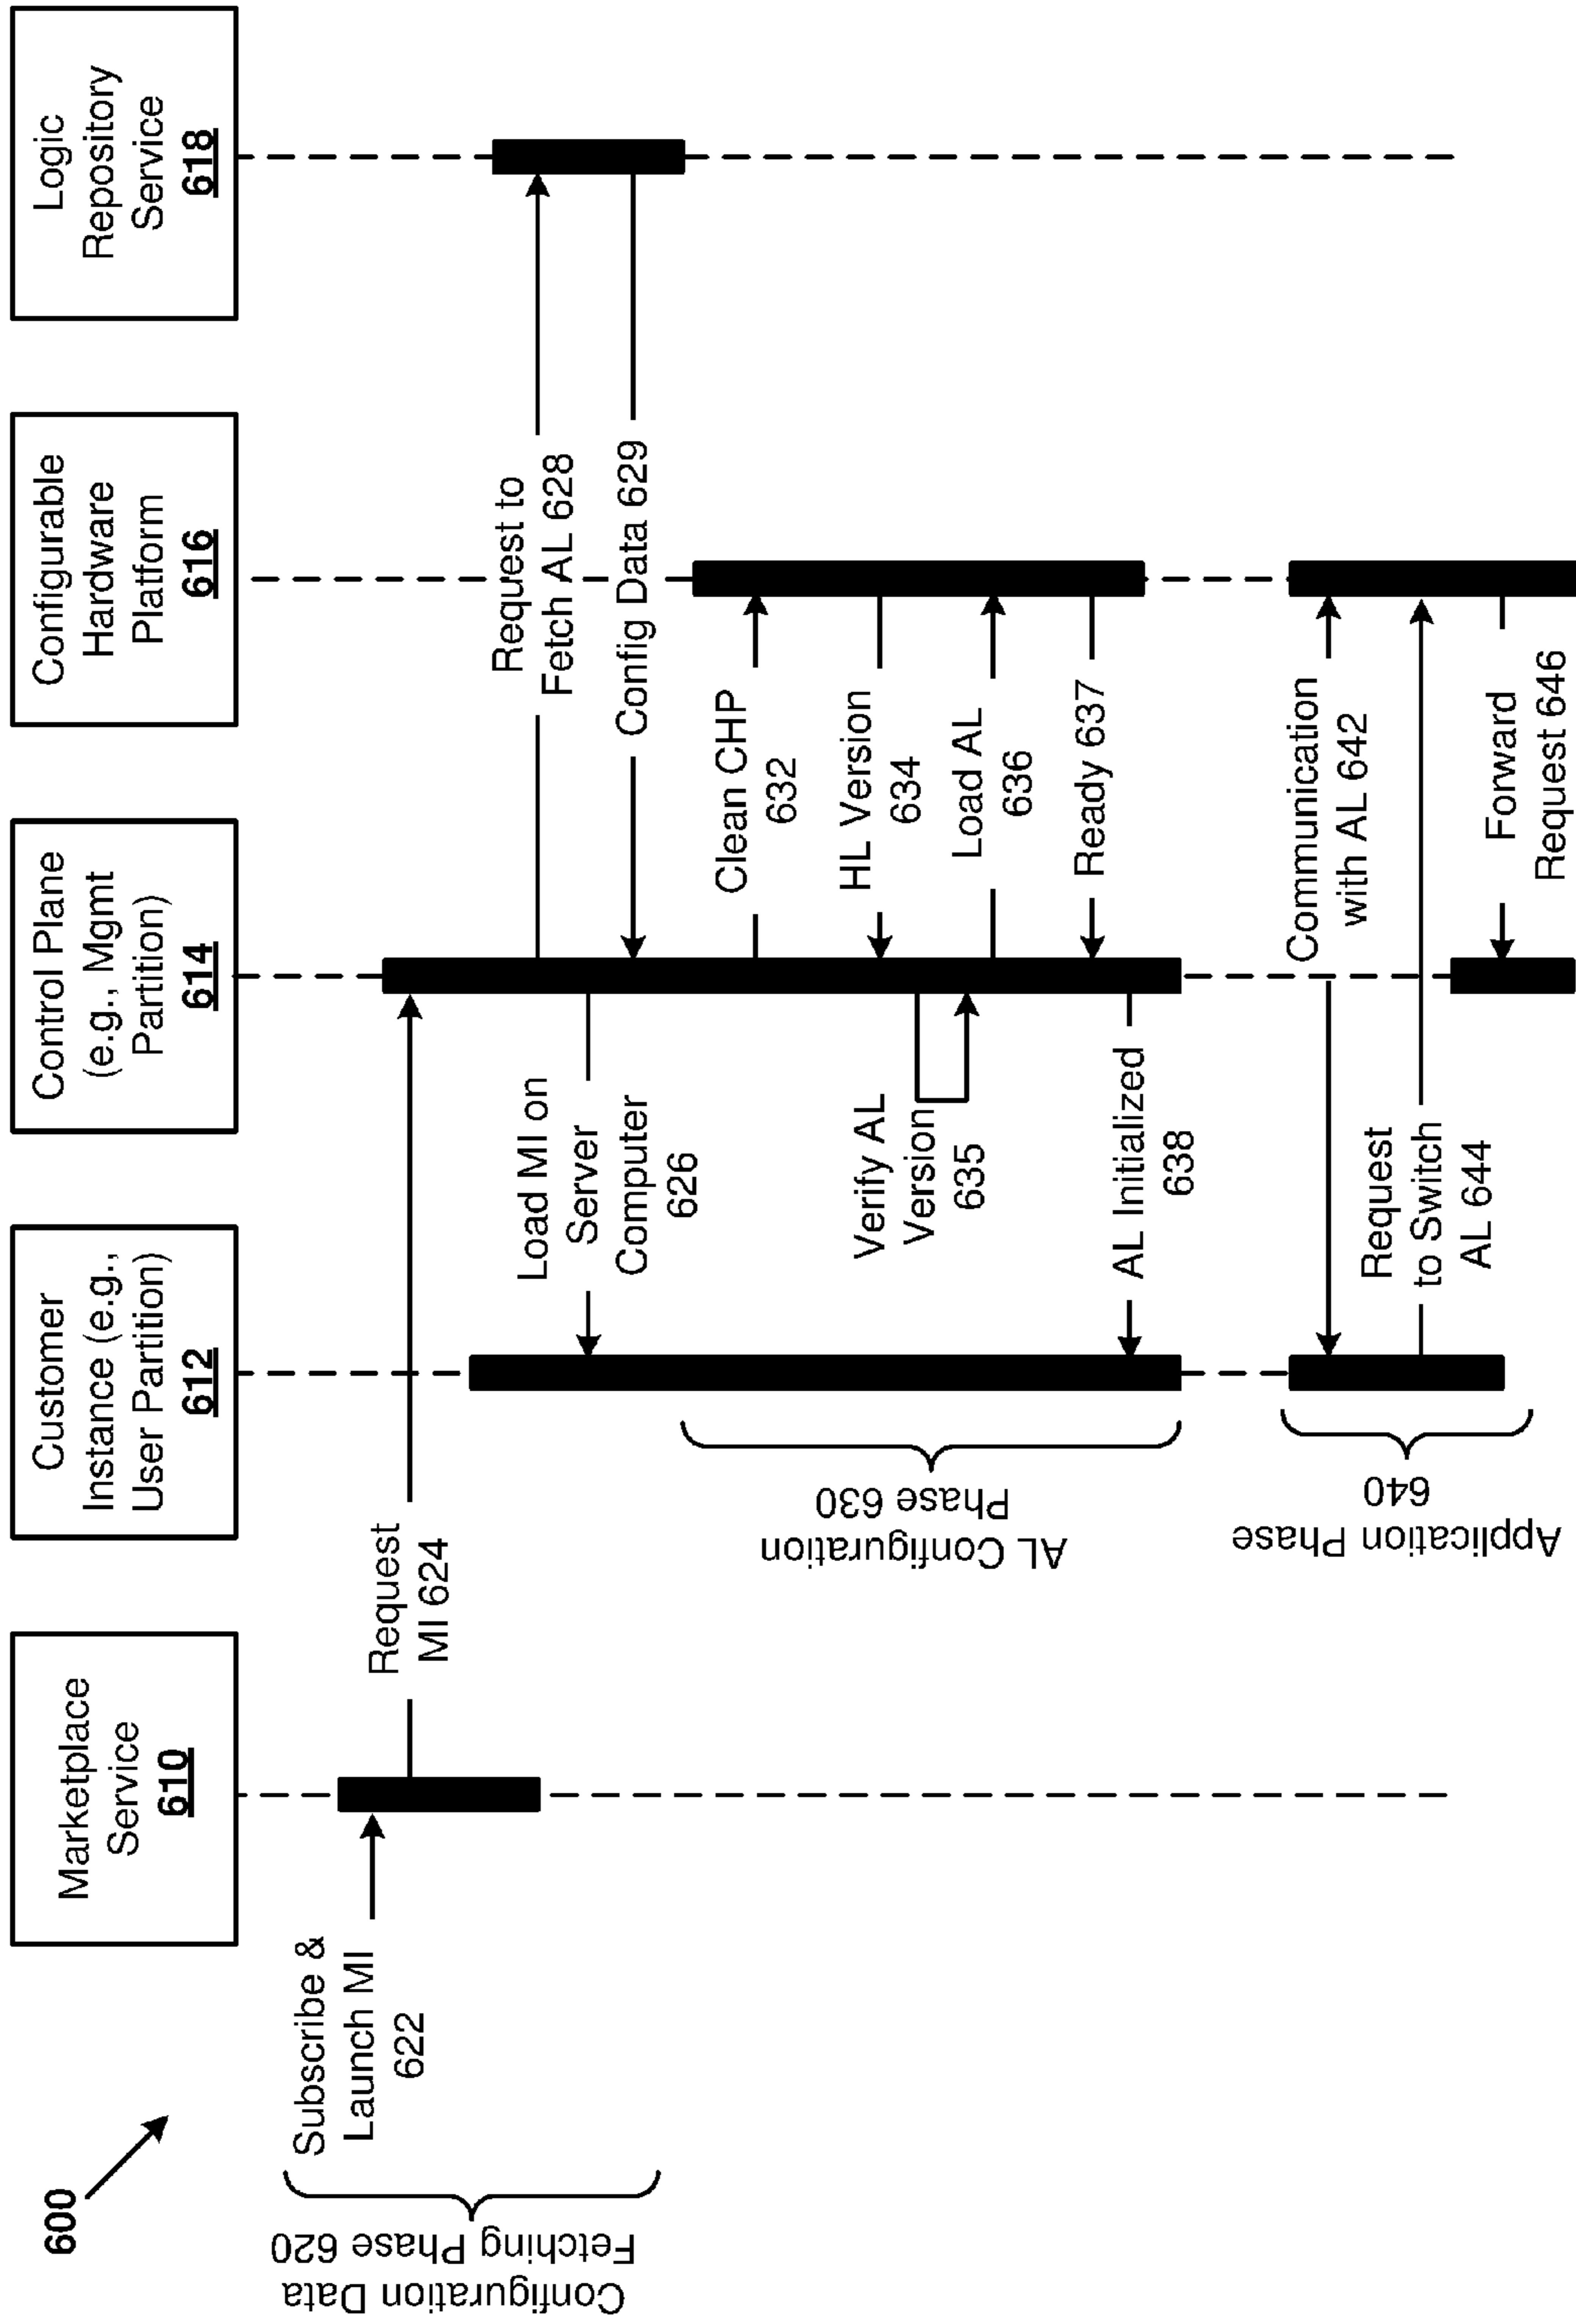 600
Marketplace
Service
610
Customer
Instance (e.g.,
User Partition)
612
Control Plane
(e.g., Mgmt
Partition)
614
Configurable
Hardware
Platform
616
Logic
Repository
Service
618
Configuration Data
Fetching Phase 620
Subscribe &
Launch MI
622
Request
MI 624
Request to
Fetch AL 628
Load MI on
Server
Computer
626
Config Data 629
AL Configuration
Phase 630
Clean CHP
632
HL Version
634
Verify AL
Version
635
Load AL
636
Ready 637
AL Initialized
638
Application Phase
640
Communication
with AL 642
Request
to Switch
AL 644
Forward
Request 646